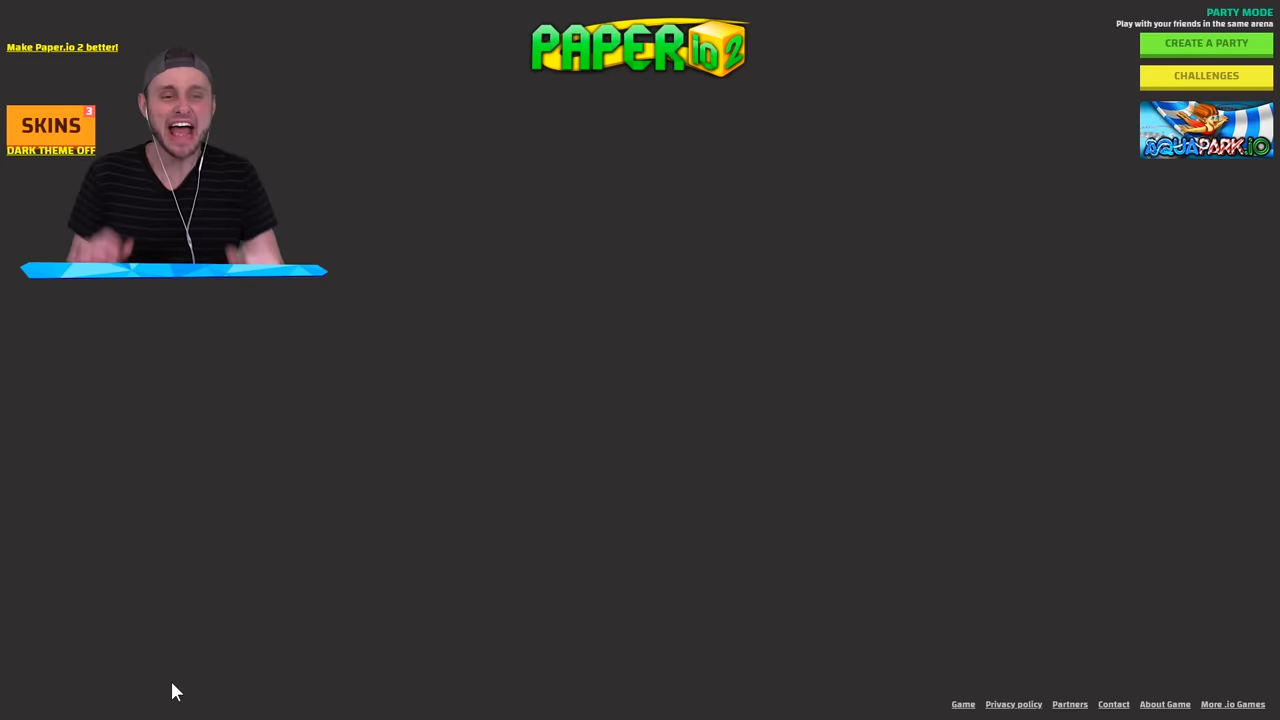 PAPER io 2
PARTY MODE
Play with your friends in the same arena
Make Paper.io 2 better!
CREATE A PARTY
CHALLENGES
SKINS
3
DARK THEME OFF
AQUAPARK.IO
Game
Privacy policy
Partners
Contact
About Game
More .io Games